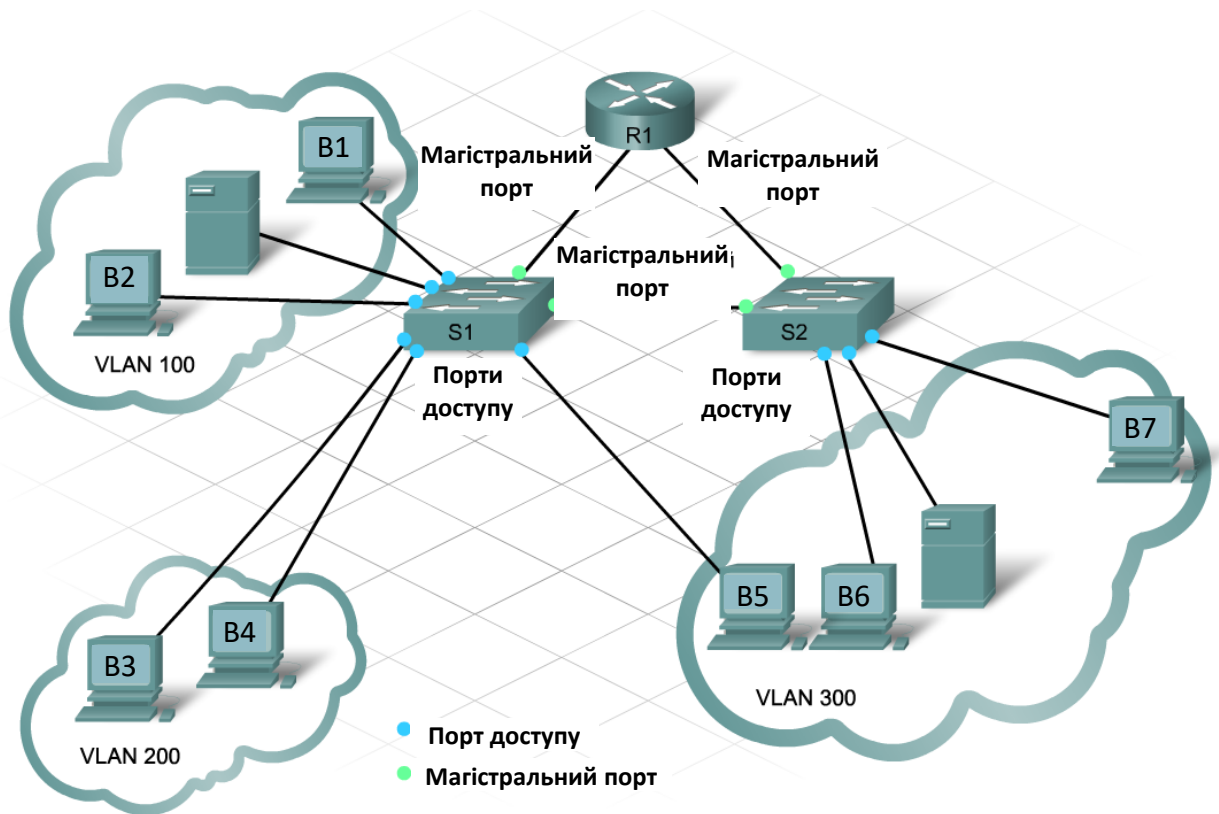 R1
B1
Магістральний
порт
Магістральний
порт
B2
Магістральний
порт
S1
S2
VLAN 100
Порти
доступу
Порти
доступу
B7
B5
B6
B4
B3
VLAN 300
VLAN 200
Порт доступу
Магістральний порт